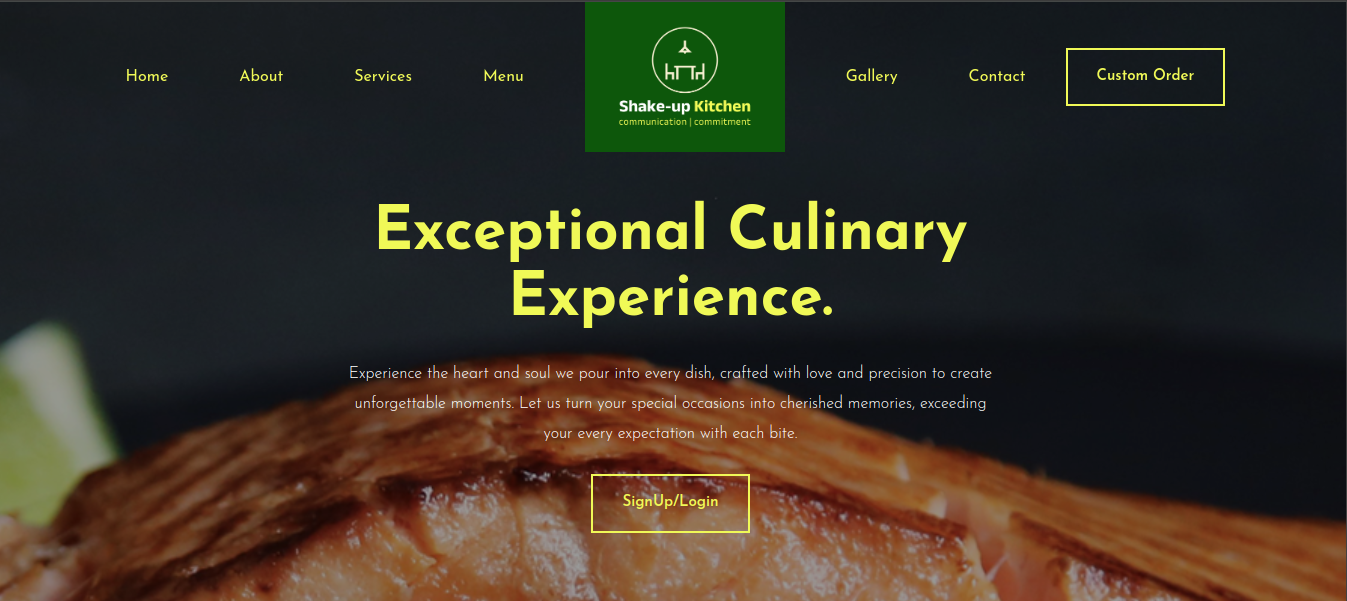 Home
About
Services
Menu
Shake-up Kitchen
communication | commitment
Gallery
Contact
Custom Order
Exceptional Culinary
Experience.
Experience the heart and soul we pour into every dish, crafted with love and precision to create
unforgettable moments. Let us turn your special occasions into cherished memories, exceeding
your every expectation with each bite.
SignUp/Login